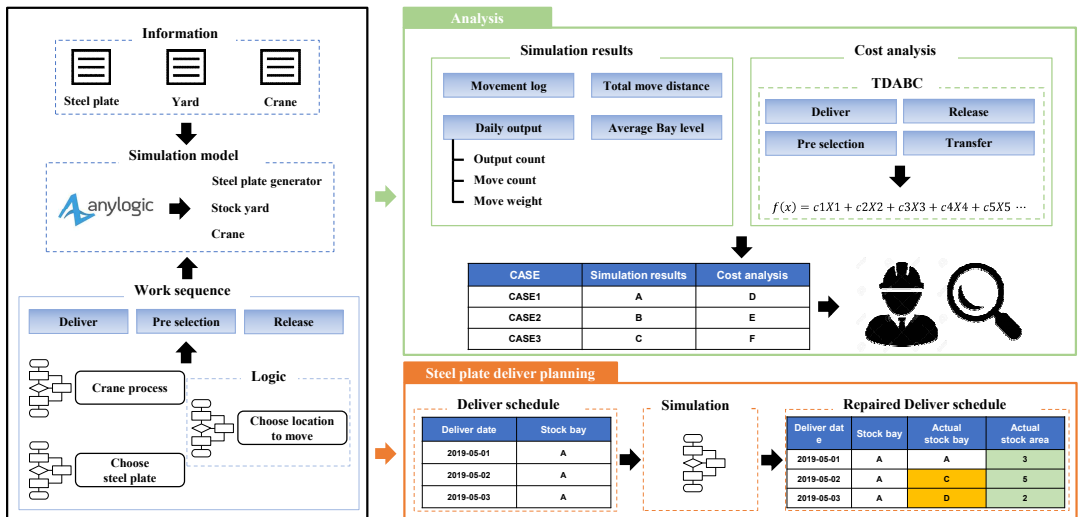 Information
Steel plate
Yard
Crane
Simulation model
anylogic
Steel plate generator
Stock yard
Crane
Work sequence
Deliver
Pre selection
Release
Crane process
Logic
Choose location
to move
Choose
steel plate
Analysis
Simulation results
Movement log
Total move distance
Daily output
Average Bay level
Output count
Move count
Move weight
Cost analysis
TDABC
Deliver
Release
Pre selection
Transfer
f(x) = c1X1 + c2X2 + c3X3 + c4X4 + c5X5 ⋯
CASE Simulation results Cost analysis
CASE1 A D
CASE2 B E
CASE3 C F
Steel plate deliver planning
Deliver schedule
Deliver date Stock bay
2019-05-01 A
2019-05-02 A
2019-05-03 A
Simulation
Repaired Deliver schedule
Deliver dat
e
Stock bay
Actual
stock bay
Actual
stock area
2019-05-01 A A 3
2019-05-02 A C 5
2019-05-03 A D 2